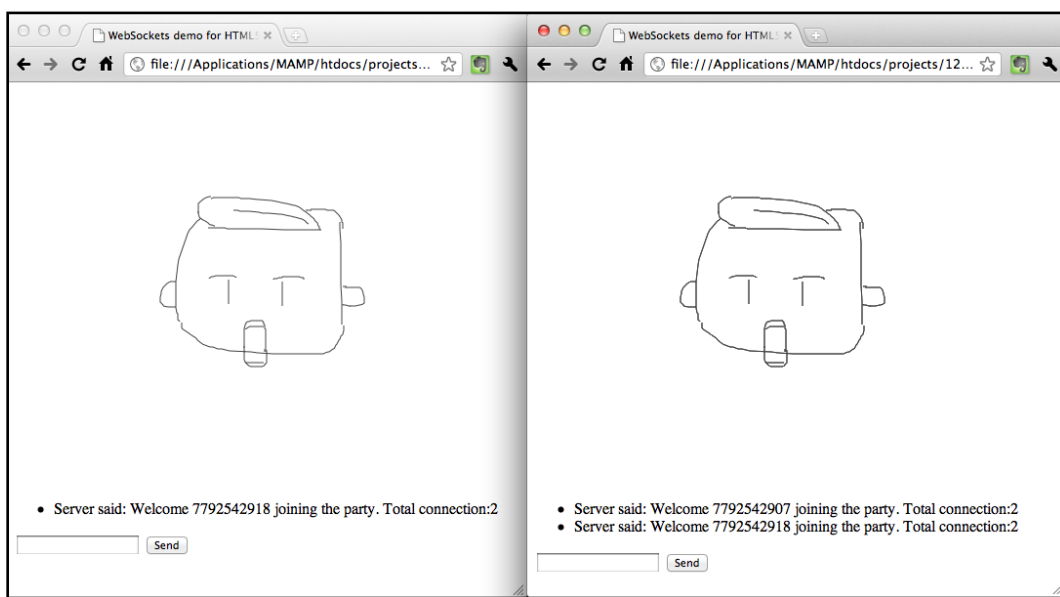 WebSockets demo for HTML5
file:///Applications/MAMP/htdocs/projects...
Server said: Welcome 7792542918 joining the party. Total connection:2
Send
WebSockets demo for HTML5
file:///Applications/MAMP/htdocs/projects/12...
Server said: Welcome 7792542907 joining the party. Total connection:2
Server said: Welcome 7792542918 joining the party. Total connection:2
Send